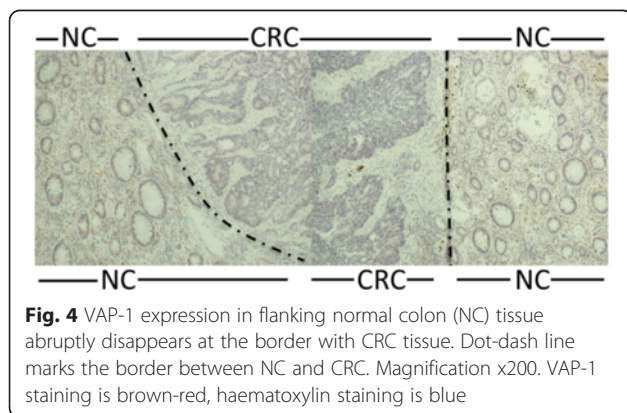 NC CRC NC
NC CRC NC
Fig. 4 VAP-1 expression in flanking normal colon (NC) tissue
abruptly disappears at the border with CRC tissue. Dot-dash line
marks the border between NC and CRC. Magnification x200. VAP-1
staining is brown-red, haematoxylin staining is blue